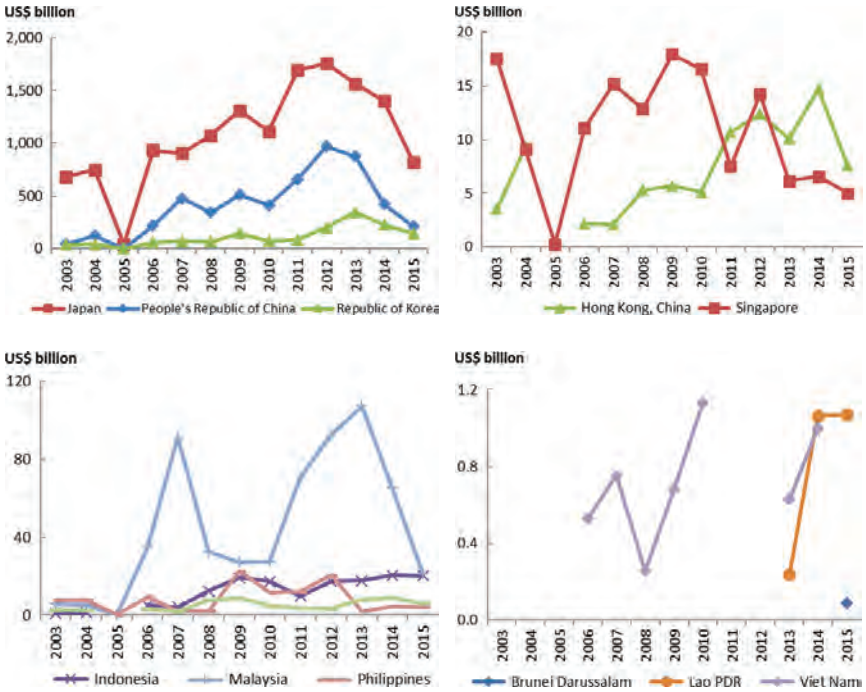 US$ billion
2,000
1,500
1,000
500
0
2003 2004 2005 2006 2007 2008 2009 2010 2011 2012 2013 2014 2015
Japan People's Republic of China Republic of Korea
US$ billion
20
15
10
5
0
2003 2004 2005 2006 2007 2008 2009 2010 2011 2012 2013 2014 2015
Hong Kong, China Singapore
US$ billion
120
80
40
0
2003 2004 2005 2006 2007 2008 2009 2010 2011 2012 2013 2014 2015
Indonesia Malaysia Philippines
US$ billion
1.2
0.8
0.4
0.0
2003 2004 2005 2006 2007 2008 2009 2010 2011 2012 2013 2014 2015
Brunei Darussalam Lao PDR Viet Nam